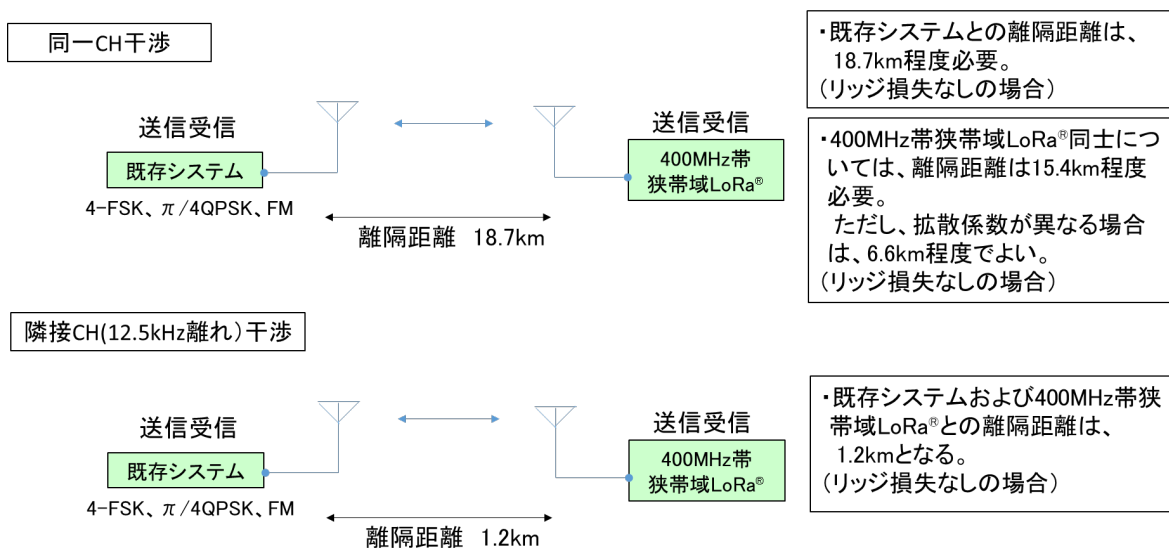 同一CH干渉
送信受信
既存システム
4-FSK、π/4QPSK、FM
送信受信
400MHz帯
狭帯域LoRa®
離隔距離 18.7km
・既存システムとの離隔距離は、
18.7km程度必要。
（リッジ損失なしの場合）
・400MHz帯狭帯域LoRa®同士につ
いては、離隔距離は15.4km程度
必要。
ただし、拡散係数が異なる場合
は、6.6km程度でよい。
（リッジ損失なしの場合）
隣接CH(12.5kHz離れ）干渉
送信受信
既存システム
4-FSK、π/4QPSK、FM
送信受信
400MHz帯
狭帯域LoRa®
離隔距離 1.2km
・既存システムおよび400MHz帯狭
帯域LoRa®との離隔距離は、
1.2kmとなる。
（リッジ損失なしの場合）